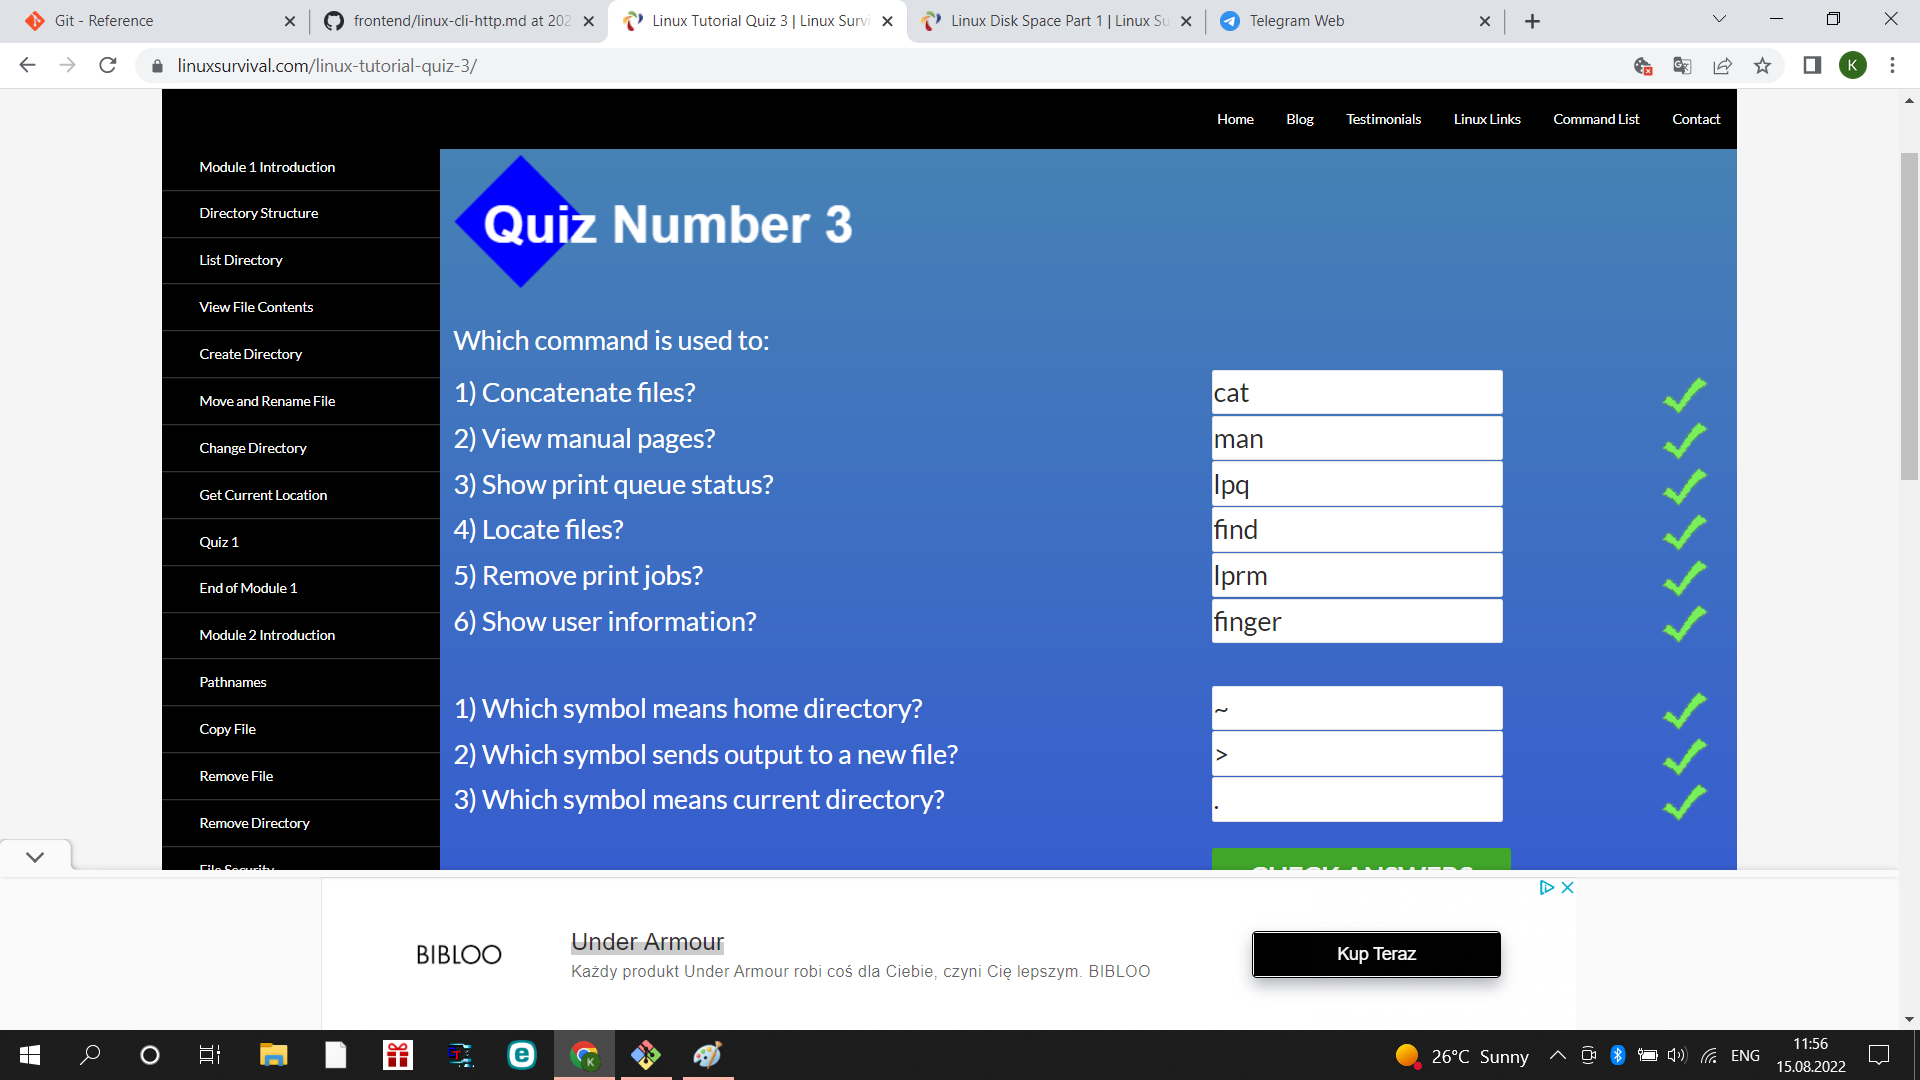 Git - Reference
frontend/linux-cli-http.md at 202
Linux Tutorial Quiz 3 | Linux Survi
Linux Disk Space Part 1 | Linux Su
Telegram Web
linuxsurvival.com/linux-tutorial-quiz-3/
K
Home
Blog
Testimonials
Linux Links
Command List
Contact
Module 1 Introduction
Directory Structure
List Directory
View File Contents
Create Directory
Move and Rename File
Change Directory
Get Current Location
Quiz 1
End of Module 1
Module 2 Introduction
Pathnames
Copy File
Remove File
Remove Directory
File Security
Quiz Number 3
Which command is used to:
1) Concatenate files?
cat
2) View manual pages?
man
3) Show print queue status?
lpq
4) Locate files?
find
5) Remove print jobs?
lprm
6) Show user information?
finger
1) Which symbol means home directory?
~
2) Which symbol sends output to a new file?
>
3) Which symbol means current directory?
.
CHECK ANSWERS
BIBLOO
Under Armour
Każdy produkt Under Armour robi coś dla Ciebie, czyni Cię lepszym. BIBLOO
Kup Teraz
26°C Sunny
ENG
11:56
15.08.2022